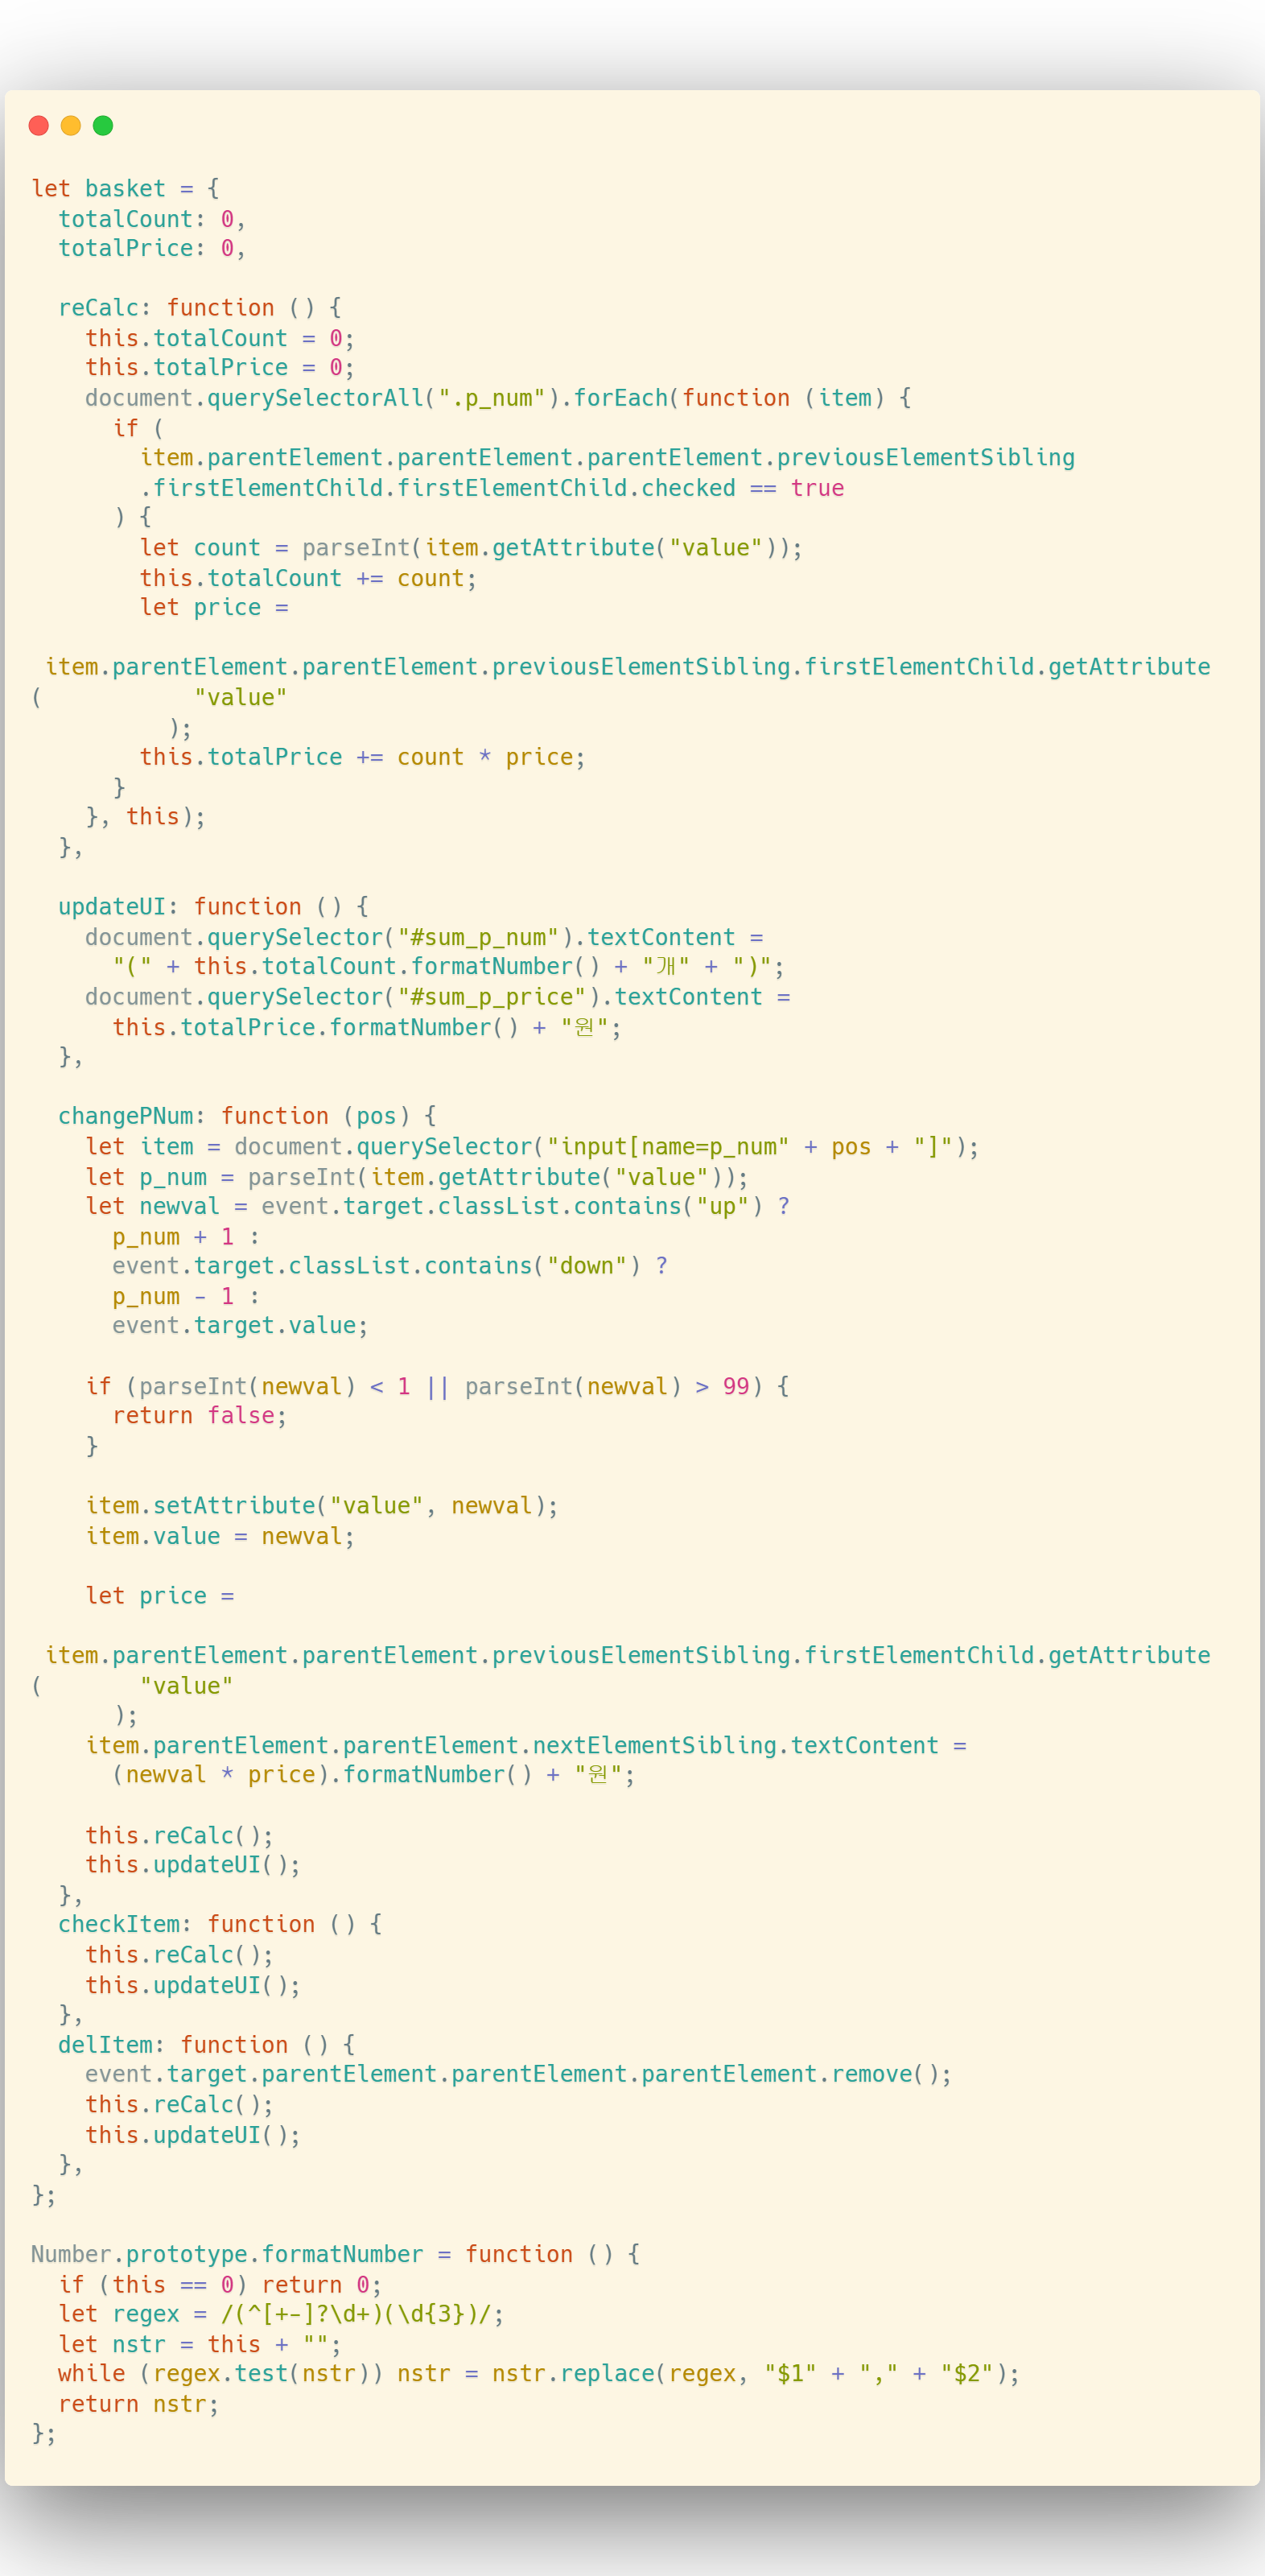 let basket = {
  totalCount: 0,
  totalPrice: 0,

  reCalc: function () {
    this.totalCount = 0;
    this.totalPrice = 0;
    document.querySelectorAll(".p_num").forEach(function (item) {
      if (
        item.parentElement.parentElement.parentElement.previousElementSibling
        .firstElementChild.firstElementChild.checked == true
      ) {
        let count = parseInt(item.getAttribute("value"));
        this.totalCount += count;
        let price =

 item.parentElement.parentElement.previousElementSibling.firstElementChild.getAttribute
(           "value"
          );
        this.totalPrice += count * price;
      }
    }, this);
  },

  updateUI: function () {
    document.querySelector("#sum_p_num").textContent =
      "(" + this.totalCount.formatNumber() + "개" + ")";
    document.querySelector("#sum_p_price").textContent =
      this.totalPrice.formatNumber() + "원";
  },

  changePNum: function (pos) {
    let item = document.querySelector("input[name=p_num" + pos + "]");
    let p_num = parseInt(item.getAttribute("value"));
    let newval = event.target.classList.contains("up") ?
      p_num + 1 :
      event.target.classList.contains("down") ?
      p_num - 1 :
      event.target.value;

    if (parseInt(newval) < 1 || parseInt(newval) > 99) {
      return false;
    }

    item.setAttribute("value", newval);
    item.value = newval;

    let price =

 item.parentElement.parentElement.previousElementSibling.firstElementChild.getAttribute
(       "value"
      );
    item.parentElement.parentElement.nextElementSibling.textContent =
      (newval * price).formatNumber() + "원";

    this.reCalc();
    this.updateUI();
  },
  checkItem: function () {
    this.reCalc();
    this.updateUI();
  },
  delItem: function () {
    event.target.parentElement.parentElement.parentElement.remove();
    this.reCalc();
    this.updateUI();
  },
};

Number.prototype.formatNumber = function () {
  if (this == 0) return 0;
  let regex = /(^[+-]?\d+)(\d{3})/;
  let nstr = this + "";
  while (regex.test(nstr)) nstr = nstr.replace(regex, "$1" + "," + "$2");
  return nstr;
};